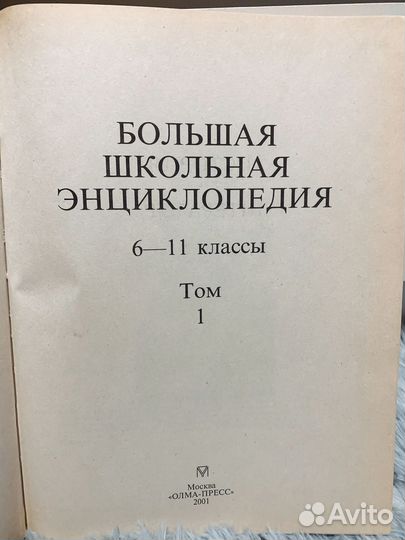 БОЛЬШАЯ
ШКОЛЬНАЯ
ЭНЦИКЛОПЕДИЯ
6—11 классы
Том
1
Москва
«ОЛМА-ПРЕСС»
2001
Avito